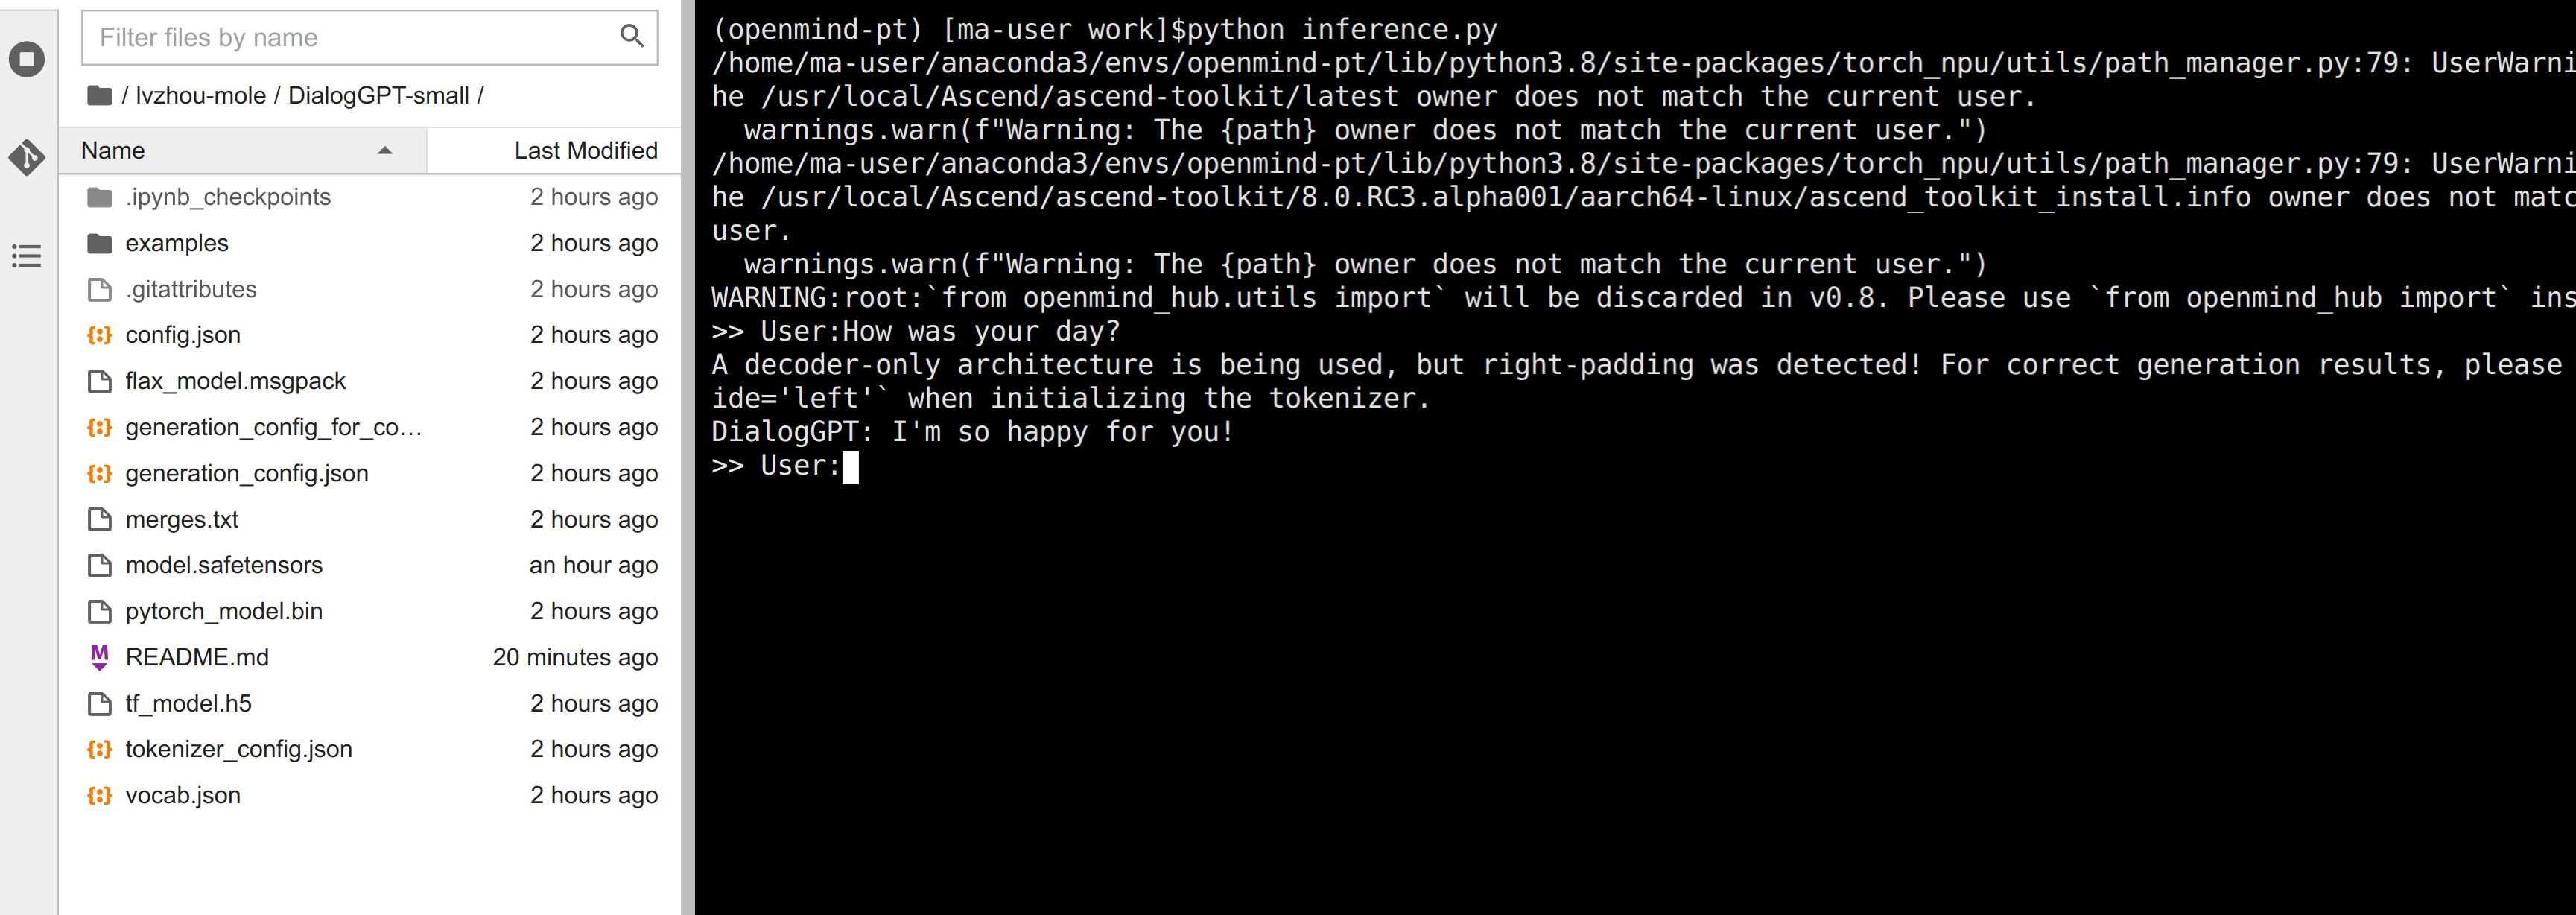 Filter files by name
/ lvzhou-mole / DialogGPT-small /
Name Last Modified
.ipynb_checkpoints 2 hours ago
examples 2 hours ago
.gitattributes 2 hours ago
config.json 2 hours ago
flax_model.msgpack 2 hours ago
generation_config_for_co… 2 hours ago
generation_config.json 2 hours ago
merges.txt 2 hours ago
model.safetensors an hour ago
pytorch_model.bin 2 hours ago
README.md 20 minutes ago
tf_model.h5 2 hours ago
tokenizer_config.json 2 hours ago
vocab.json 2 hours ago
(openmind-pt) [ma-user work]$python inference.py
/home/ma-user/anaconda3/envs/openmind-pt/lib/python3.8/site-packages/torch_npu/utils/path_manager.py:79: UserWarni
he /usr/local/Ascend/ascend-toolkit/latest owner does not match the current user.
  warnings.warn(f"Warning: The {path} owner does not match the current user.")
/home/ma-user/anaconda3/envs/openmind-pt/lib/python3.8/site-packages/torch_npu/utils/path_manager.py:79: UserWarni
he /usr/local/Ascend/ascend-toolkit/8.0.RC3.alpha001/aarch64-linux/ascend_toolkit_install.info owner does not matc
user.
  warnings.warn(f"Warning: The {path} owner does not match the current user.")
WARNING:root:`from openmind_hub.utils import` will be discarded in v0.8. Please use `from openmind_hub import` ins
>> User:How was your day?
A decoder-only architecture is being used, but right-padding was detected! For correct generation results, please
ide='left'` when initializing the tokenizer.
DialogGPT: I'm so happy for you!
>> User: